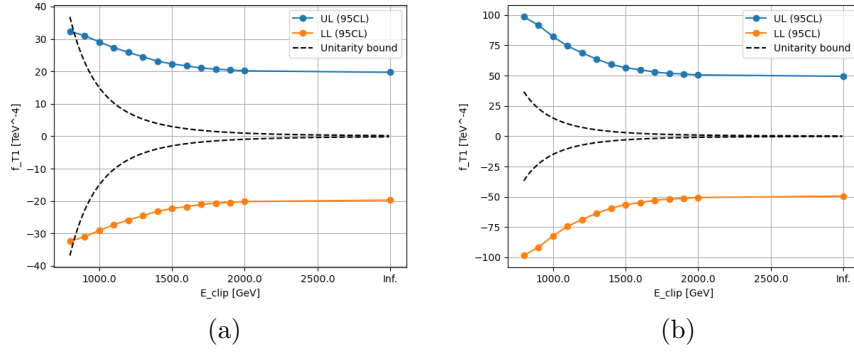 40
30
20
10
0
−10
−20
−30
−40
f_T1 [TeV^-4]
1000.0
1500.0
2000.0
2500.0
Inf.
E_clip [GeV]
UL (95CL)
LL (95CL)
Unitarity bound
(a)
100
75
50
25
0
−25
−50
−75
−100
f_T1 [TeV^-4]
1000.0
1500.0
2000.0
2500.0
Inf.
E_clip [GeV]
UL (95CL)
LL (95CL)
Unitarity bound
(b)